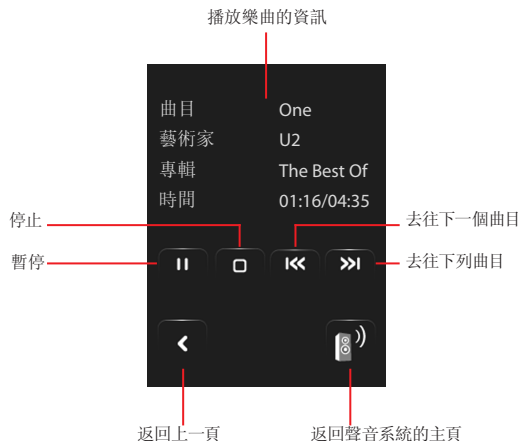 播放樂曲的資訊
曲目 One
藝術家 U2
專輯 The Best Of
時間 01:16/04:35
停止
去往下一個曲目
暫停
去往下列曲目
返回上一頁
返回聲音系統的主頁